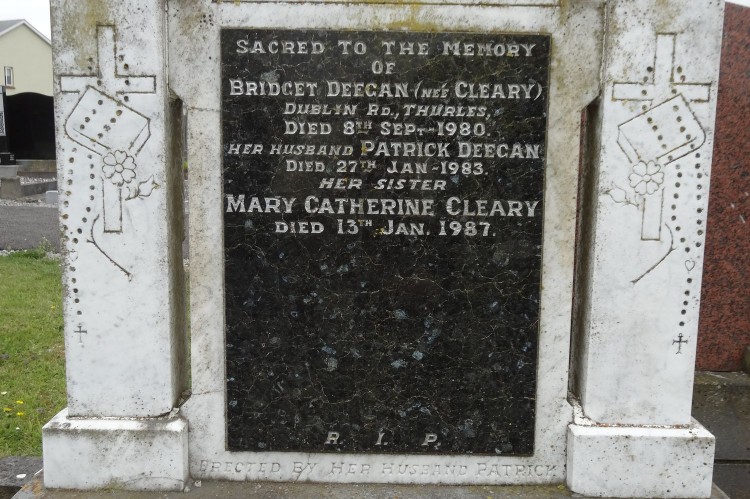 SACRED TO THE MEMORY
OF
BRIDGET DEEGAN (NEE CLEARY)
DUBLIN RD., THURLES,
DIED 8TH SEPT. 1980.
HER HUSBAND PATRICK DEEGAN
DIED 27TH JAN. 1983.
HER SISTER
MARY CATHERINE CLEARY
DIED 13TH JAN. 1987.
R. I. P.
ERECTED BY HER HUSBAND PATRICK